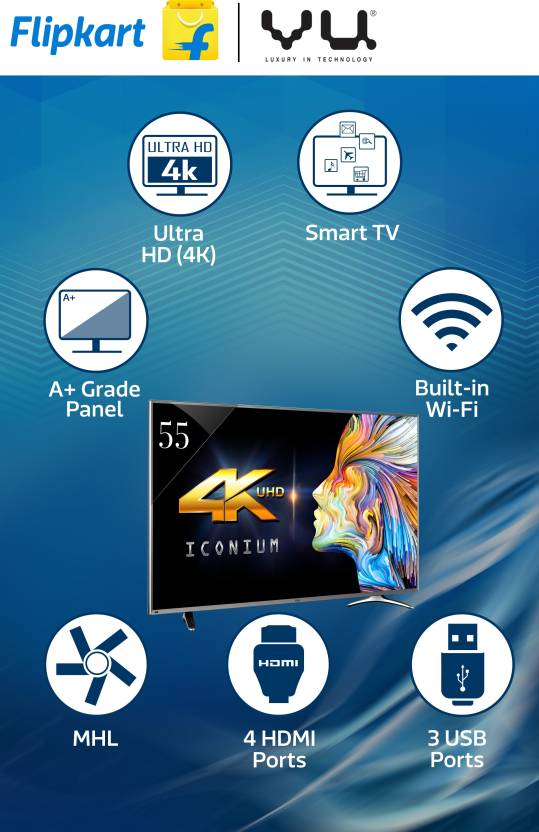 Flipkart
f
VU®
LUXURY IN TECHNOLOGY
ULTRA HD
4k
Ultra
HD (4K)
Smart TV
A+
A+ Grade
Panel
Built-in
Wi-Fi
55
4K UHD
ICONIUM
MHL
HDMI
4 HDMI
Ports
3 USB
Ports